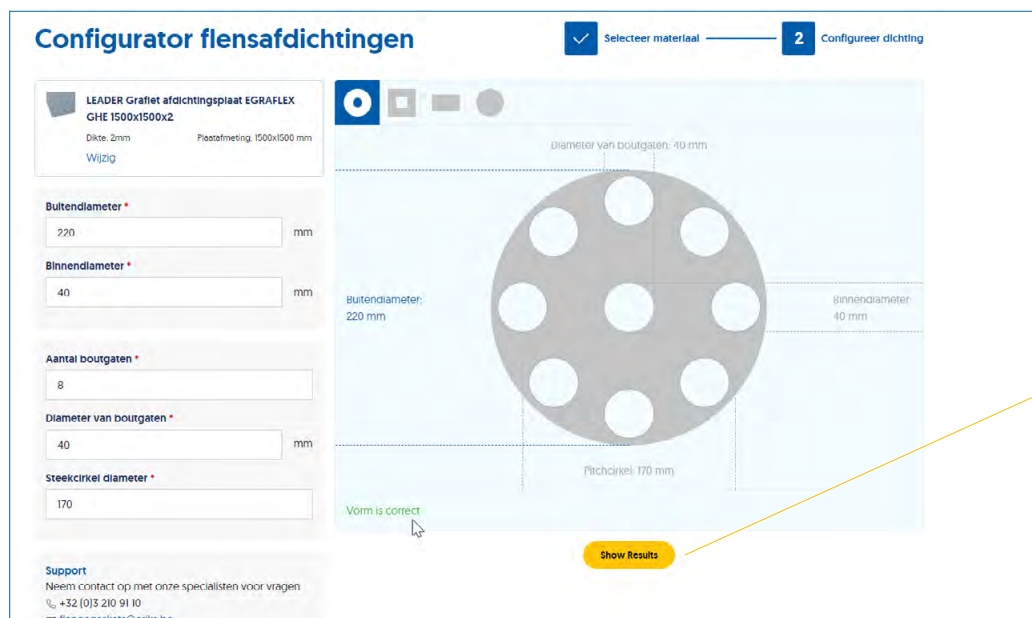 Configurator flensafdichtingen
Selecteer materiaal
2 Configureer dichting
LEADER Grafiet afdichtingsplaat EGRAFLEX
GHE 1500x1500x2
Dikte: 2mm Plaatafmeting: 1500x1500 mm
Wijzig
Buitendiameter *
220 mm
Binnendiameter *
40 mm
Aantal boutgaten *
8
Diameter van boutgaten *
40 mm
Steekcirkel diameter *
170
Support
Neem contact op met onze specialisten voor vragen
+32 (0)3 210 91 10
Diameter van boutgaten: 40 mm
Buitendiameter:
220 mm
Binnendiameter:
40 mm
Pitchcirkel: 170 mm
Vorm is correct
Show Results